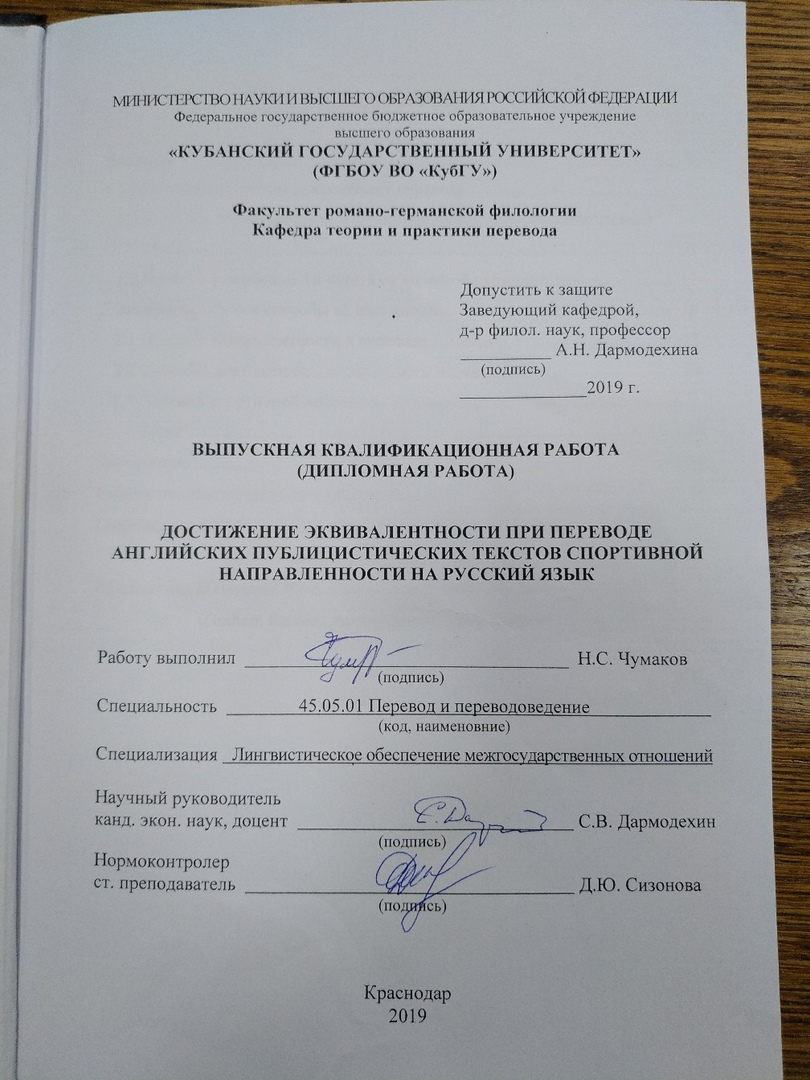 МИНИСТЕРСТВО НАУКИ И ВЫСШЕГО ОБРАЗОВАНИЯ РОССИЙСКОЙ ФЕДЕРАЦИИ
Федеральное государственное бюджетное образовательное учреждение
высшего образования
«КУБАНСКИЙ ГОСУДАРСТВЕННЫЙ УНИВЕРСИТЕТ»
(ФГБОУ ВО «КубГУ»)
Факультет романо-германской филологии
Кафедра теории и практики перевода
Допустить к защите
Заведующий кафедрой,
д-р филол. наук, профессор
__________ А.Н. Дармодехина
(подпись)
______________2019 г.
ВЫПУСКНАЯ КВАЛИФИКАЦИОННАЯ РАБОТА
(ДИПЛОМНАЯ РАБОТА)
ДОСТИЖЕНИЕ ЭКВИВАЛЕНТНОСТИ ПРИ ПЕРЕВОДЕ
АНГЛИЙСКИХ ПУБЛИЦИСТИЧЕСКИХ ТЕКСТОВ СПОРТИВНОЙ
НАПРАВЛЕННОСТИ НА РУССКИЙ ЯЗЫК
Работу выполнил Н.С. Чумаков
(подпись)
Специальность 45.05.01 Перевод и переводоведение
(код, наименовние)
Специализация Лингвистическое обеспечение межгосударственных отношений
Научный руководитель
канд. экон. наук, доцент С.В. Дармодехин
(подпись)
Нормоконтролер
ст. преподаватель Д.Ю. Сизонова
(подпись)
Краснодар
2019